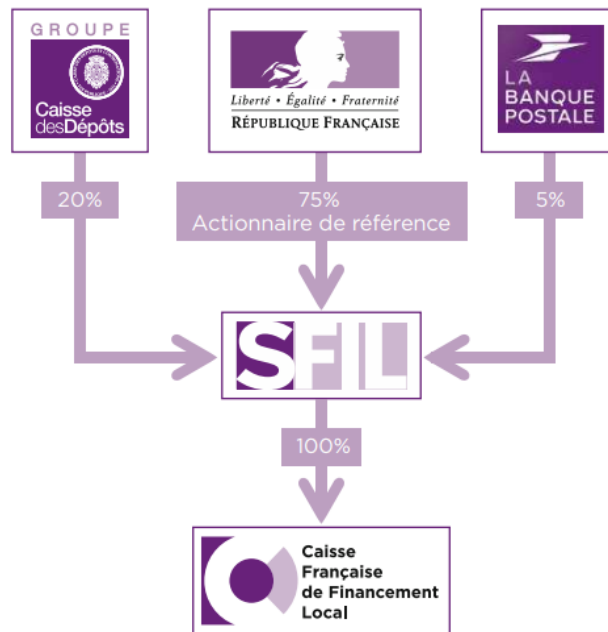 GROUPE
Caisse
desDépôts
Liberté • Égalité • Fraternité
RÉPUBLIQUE FRANÇAISE
LA
BANQUE
POSTALE
20%
75%
Actionnaire de référence
5%
SFIL
100%
Caisse
Française
de Financement
Local